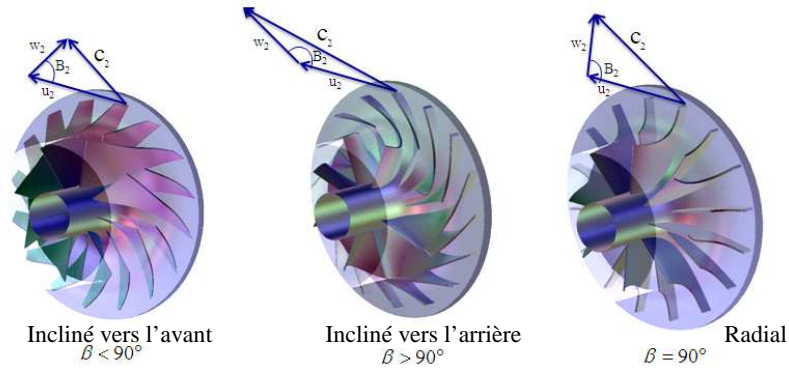 w₂
B₂
C₂
u₂
w₂
B₂
C₂
u₂
w₂
B₂
C₂
u₂
Incliné vers l'avant
β < 90°
Incliné vers l'arrière
β > 90°
Radial
β = 90°